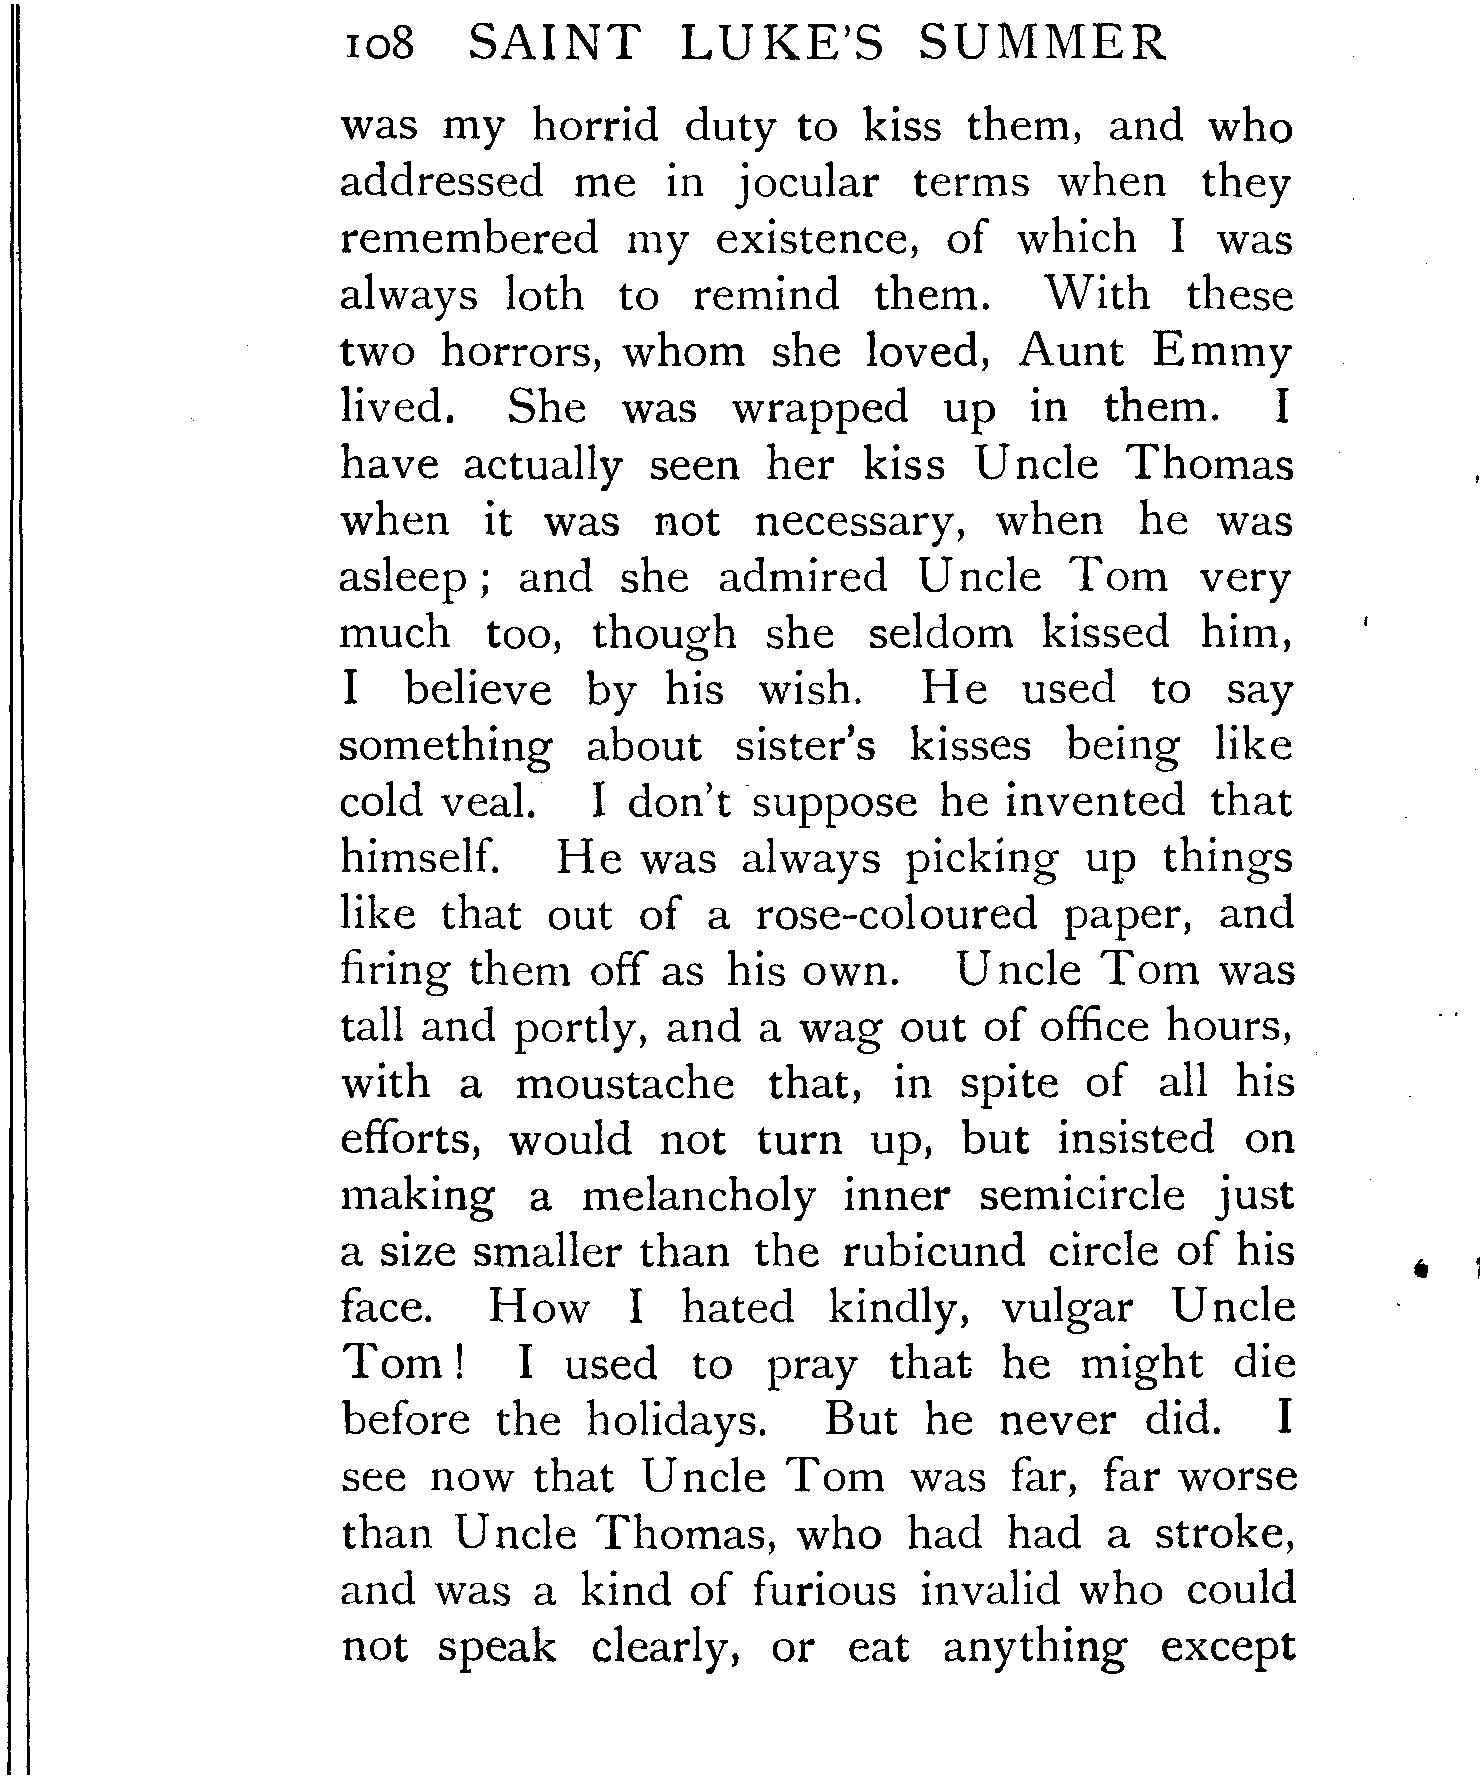 108 SAINT LUKE'S SUMMER
was my horrid duty to kiss them, and who
addressed me in jocular terms when they
remembered my existence, of which I was
always loth to remind them. With these
two horrors, whom she loved, Aunt Emmy
lived. She was wrapped up in them. I
have actually seen her kiss Uncle Thomas
when it was not necessary, when he was
asleep ; and she admired Uncle Tom very
much too, though she seldom kissed him,
I believe by his wish. He used to say
something about sister's kisses being like
cold veal. I don't suppose he invented that
himself. He was always picking up things
like that out of a rose-coloured paper, and
firing them off as his own. Uncle Tom was
tall and portly, and a wag out of office hours,
with a moustache that, in spite of all his
efforts, would not turn up, but insisted on
making a melancholy inner semicircle just
a size smaller than the rubicund circle of his
face. How I hated kindly, vulgar Uncle
Tom ! I used to pray that he might die
before the holidays. But he never did. I
see now that Uncle Tom was far, far worse
than Uncle Thomas, who had had a stroke,
and was a kind of furious invalid who could
not speak clearly, or eat anything except